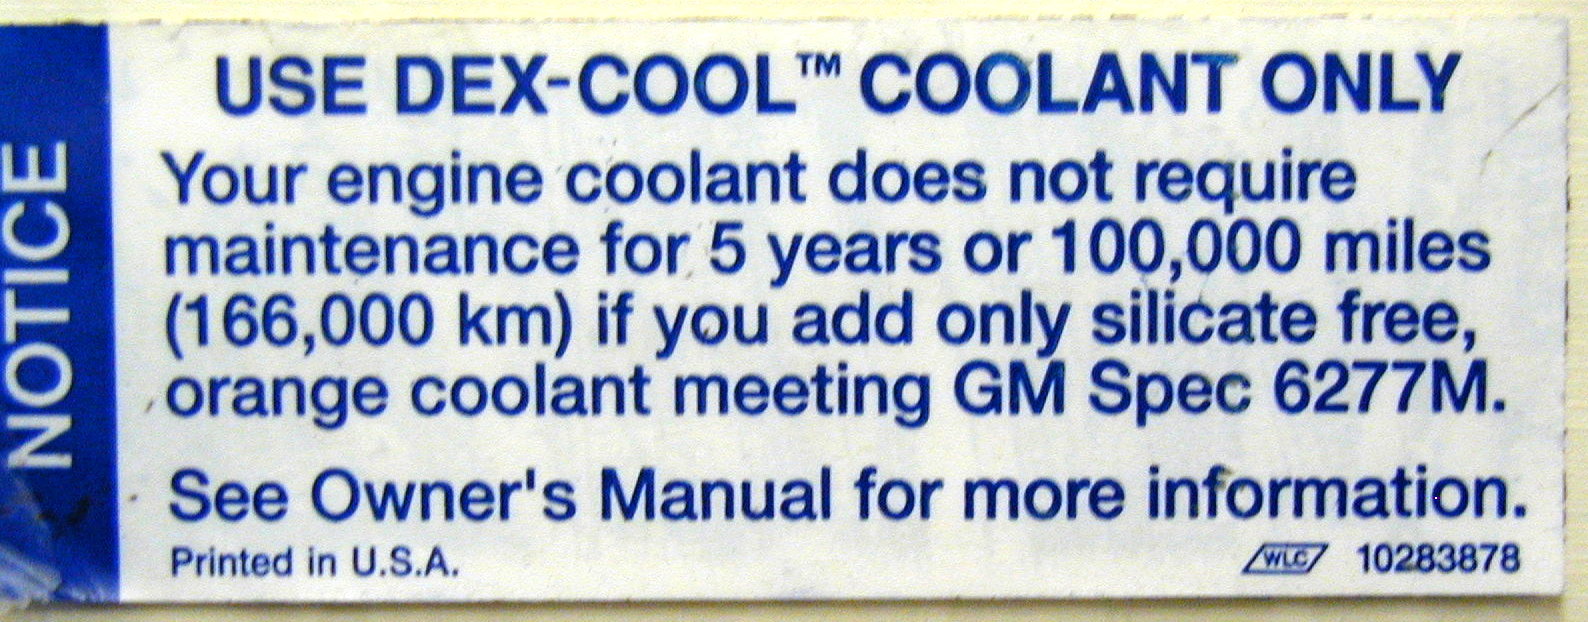 NOTICE
USE DEX-COOL™ COOLANT ONLY
Your engine coolant does not require
maintenance for 5 years or 100,000 miles
(166,000 km) if you add only silicate free,
orange coolant meeting GM Spec 6277M.
See Owner's Manual for more information.
Printed in U.S.A.
WLC 10283878